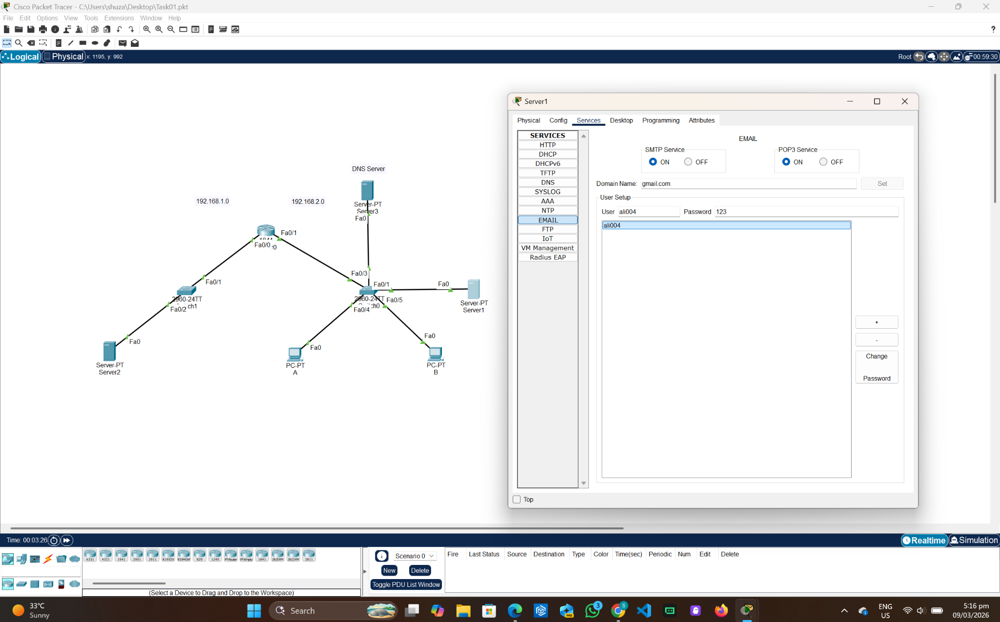 Cisco Packet Tracer - C:\Users\shuza\Desktop\Task01.pkt
File Edit Options View Tools Extensions Window Help
?
Logical Physical x: 1195, y: 992 Root 00:59:30
DNS Server
192.168.1.0 192.168.2.0
Server-PT
Server3
Fa0
Fa0/1
1841
Fa0/0
r0
Fa0/3
Fa0/1
Fa0/1
Fa0
2960-24TT
ch1
Fa0/2
2960-24TT
ch0
Fa0/5
Fa0/4
Server-PT
Server1
Fa0
Server-PT
Server2
Fa0
PC-PT
A
Fa0
PC-PT
B
Server1
Physical Config Services Desktop Programming Attributes
SERVICES
HTTP
DHCP
DHCPv6
TFTP
DNS
SYSLOG
AAA
NTP
EMAIL
FTP
IoT
VM Management
Radius EAP
EMAIL
SMTP Service POP3 Service
ON OFF ON OFF
Domain Name: gmail.com Set
User Setup
User ali004 Password 123
ali004
+
-
Change
Password
Top
Time: 00:03:26 Realtime Simulation
4331 4321 1941 2901 2911 819IOX 819HGW 829 1240 PT-Router PT-Empty 1841 2620XM 2621XM 2811
(Select a Device to Drag and Drop to the Workspace)
Scenario 0
New Delete
Toggle PDU List Window
Fire Last Status Source Destination Type Color Time(sec) Periodic Num Edit Delete
33°C
Sunny
Search
PRE
3
S
ENG
US
5:16 pm
09/03/2026